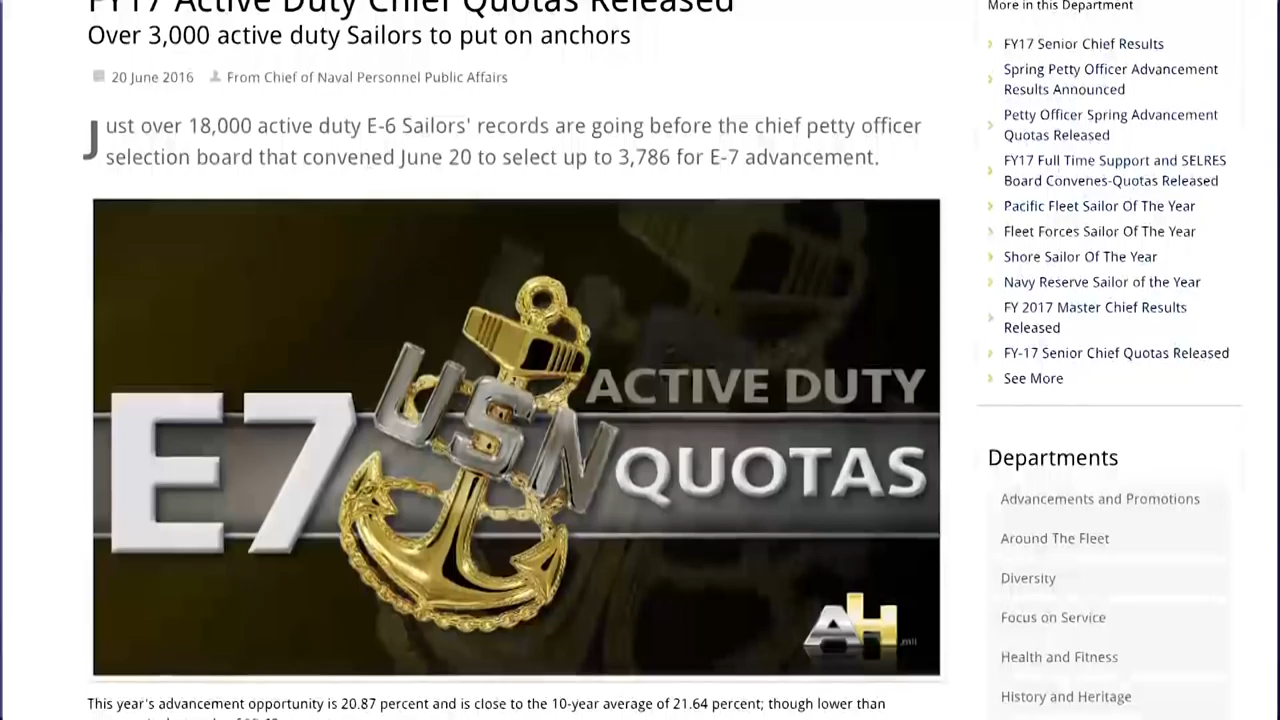 FY17 Active Duty Chief Quotas Released
Over 3,000 active duty Sailors to put on anchors
20 June 2016 From Chief of Naval Personnel Public Affairs
Just over 18,000 active duty E-6 Sailors' records are going before the chief petty officer
selection board that convened June 20 to select up to 3,786 for E-7 advancement.
E7
USN
ACTIVE DUTY
QUOTAS
AH.mil
This year's advancement opportunity is 20.87 percent and is close to the 10-year average of 21.64 percent; though lower than
More in this Department
FY17 Senior Chief Results
Spring Petty Officer Advancement
Results Announced
Petty Officer Spring Advancement
Quotas Released
FY17 Full Time Support and SELRES
Board Convenes-Quotas Released
Pacific Fleet Sailor Of The Year
Fleet Forces Sailor Of The Year
Shore Sailor Of The Year
Navy Reserve Sailor of the Year
FY 2017 Master Chief Results
Released
FY-17 Senior Chief Quotas Released
See More
Departments
Advancements and Promotions
Around The Fleet
Diversity
Focus on Service
Health and Fitness
History and Heritage